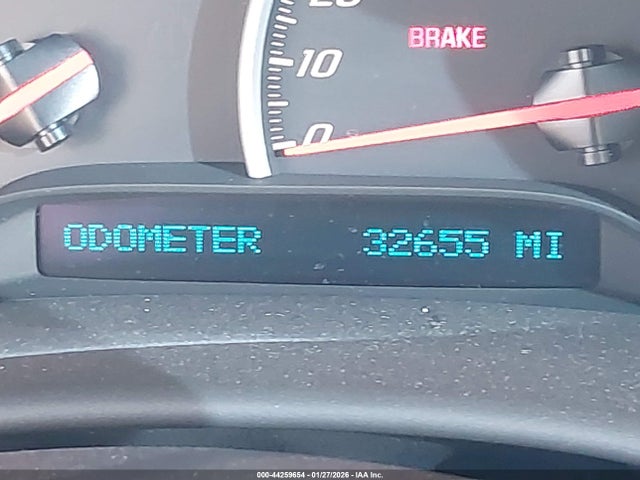 20
BRAKE
10
0
ODOMETER 32655 MI
000-44259654 - 01/27/2026 - IAA Inc.